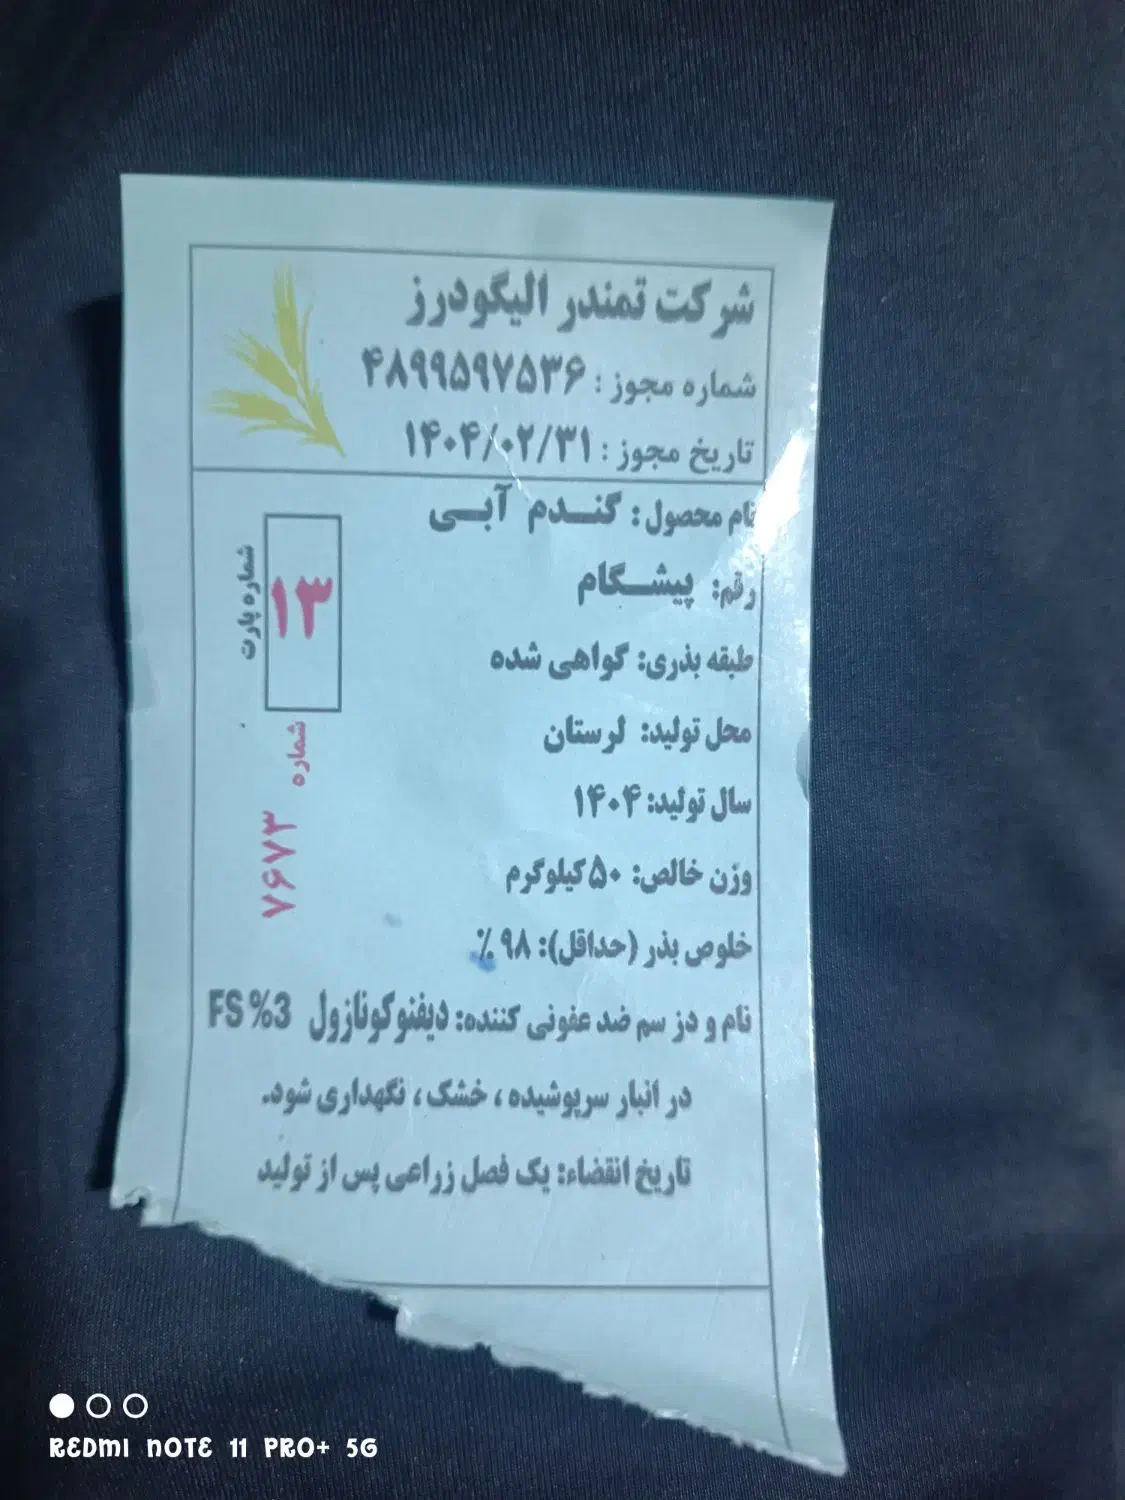 شرکت تمندر الیگودرز
شماره مجوز : ۴۸۹۹۵۹۷۵۳۶
تاریخ مجوز : ۱۴۰۴/۰۲/۳۱
نام محصول: گندم آبی
رقم: پیشگام
طبقه بذری: گواهی شده
محل تولید: لرستان
سال تولید: ۱۴۰۴
وزن خالص: ۵۰ کیلوگرم
خلوص بذر (حداقل): ۹۸ ٪
نام و دز سم ضد عفونی کننده: دیفنوکونازول FS %3
در انبار سرپوشیده ، خشک ، نگهداری شود.
تاریخ انقضاء: یک فصل زراعی پس از تولید
شماره پارت
۱۳
شماره ۷۶۷۳
REDMI NOTE 11 PRO+ 5G